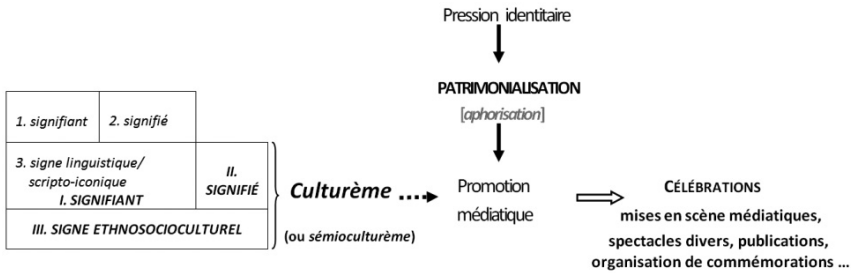 Pression identitaire
PATRIMONIALISATION
[aphorisation]
1. signifiant
2. signifié
3. signe linguistique/
scripto-iconique
I. SIGNIFIANT
II.
SIGNIFIÉ
III. SIGNE ETHNOSOCIOCULTUREL
Culturème ....
(ou sémioculturème)
Promotion
médiatique
CÉLÉBRATIONS
mises en scène médiatiques,
spectacles divers, publications,
organisation de commémorations ...